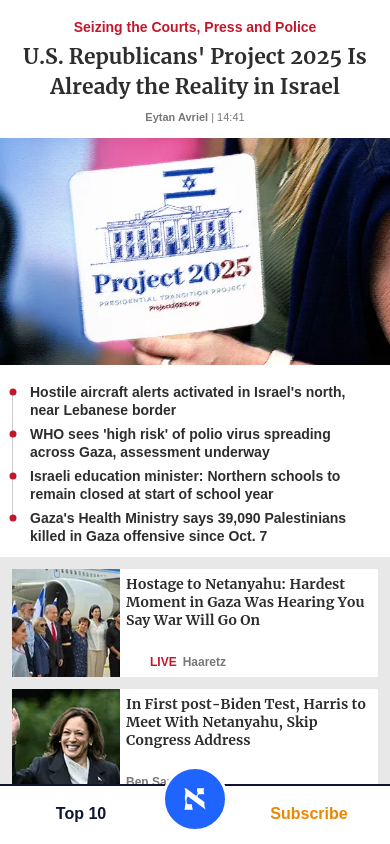 Seizing the Courts, Press and Police
U.S. Republicans' Project 2025 Is
Already the Reality in Israel
Eytan Avriel | 14:41
Project 2025
PRESIDENTIAL TRANSITION PROJECT
Project2025.org
Hostile aircraft alerts activated in Israel's north,
near Lebanese border
WHO sees 'high risk' of polio virus spreading
across Gaza, assessment underway
Israeli education minister: Northern schools to
remain closed at start of school year
Gaza's Health Ministry says 39,090 Palestinians
killed in Gaza offensive since Oct. 7
Hostage to Netanyahu: Hardest
Moment in Gaza Was Hearing You
Say War Will Go On
LIVE Haaretz
In First post-Biden Test, Harris to
Meet With Netanyahu, Skip
Congress Address
Ben
Top 10
Subscribe